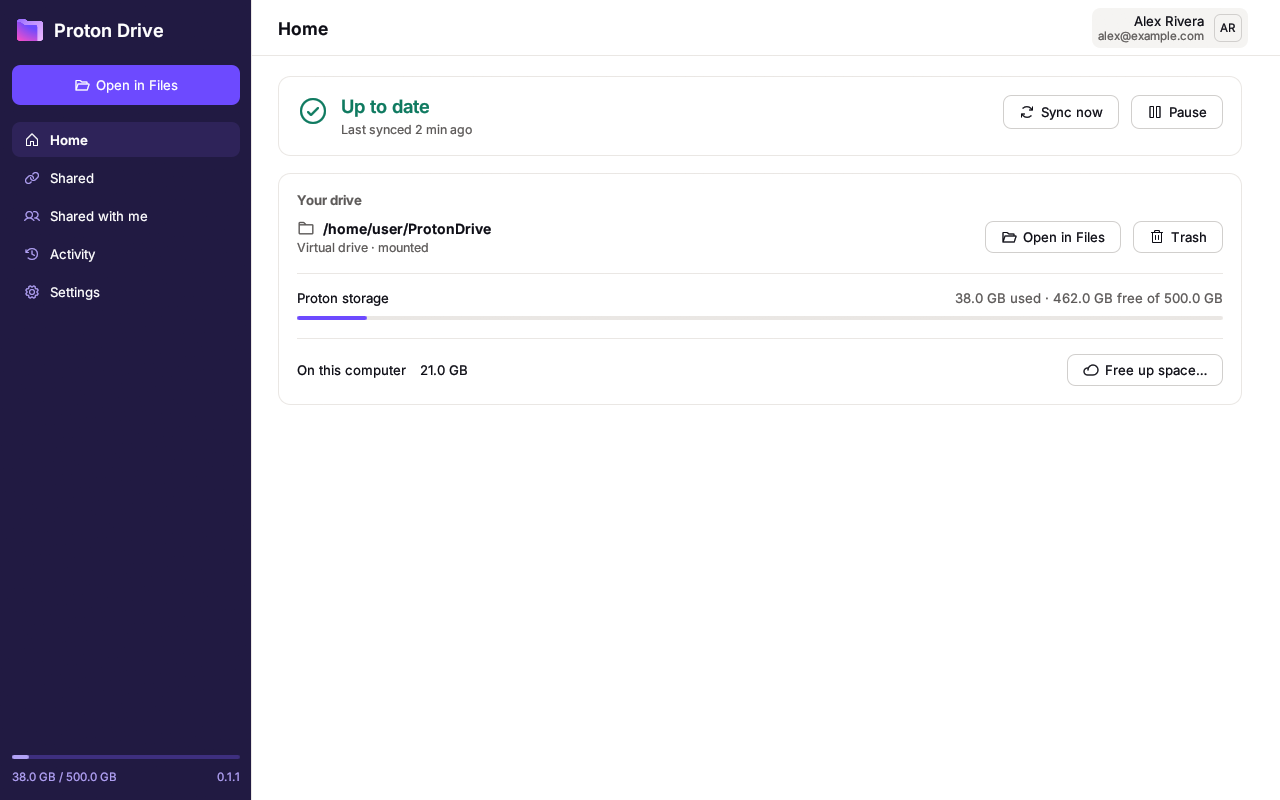 Proton Drive
Open in Files
Home
Shared
Shared with me
Activity
Settings
38.0 GB / 500.0 GB
0.1.1
Home
Alex Rivera
alex@example.com
AR
Up to date
Last synced 2 min ago
Sync now
Pause
Your drive
/home/user/ProtonDrive
Virtual drive · mounted
Open in Files
Trash
Proton storage
38.0 GB used · 462.0 GB free of 500.0 GB
On this computer 21.0 GB
Free up space...